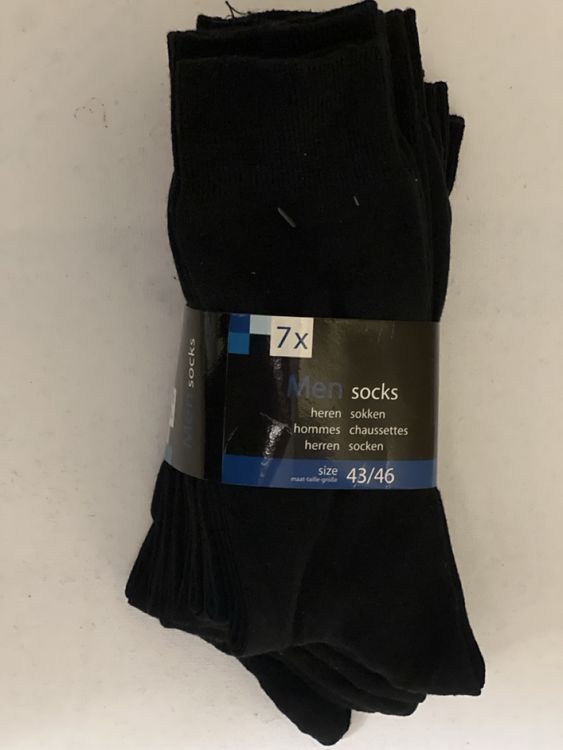 7x
Men socks
heren sokken
hommes chaussettes
herren socken
size 43/46
maat-taille-größe
Men socks